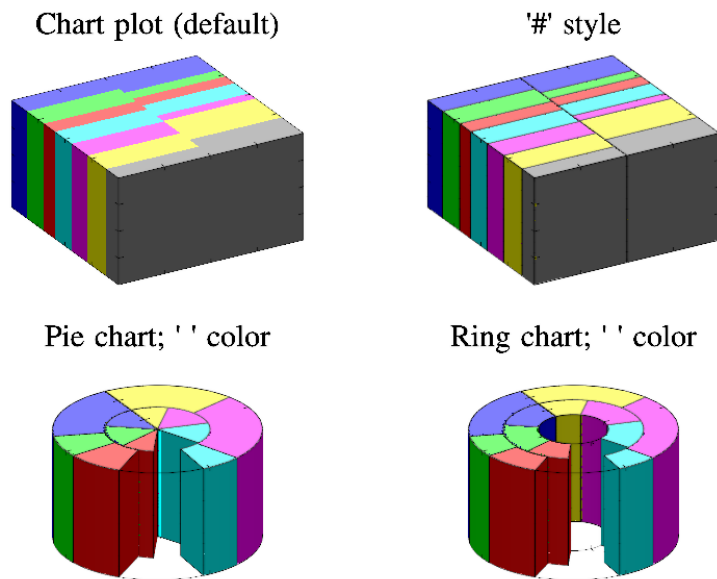 Chart plot (default)
'#' style
Pie chart; ' ' color
Ring chart; ' ' color